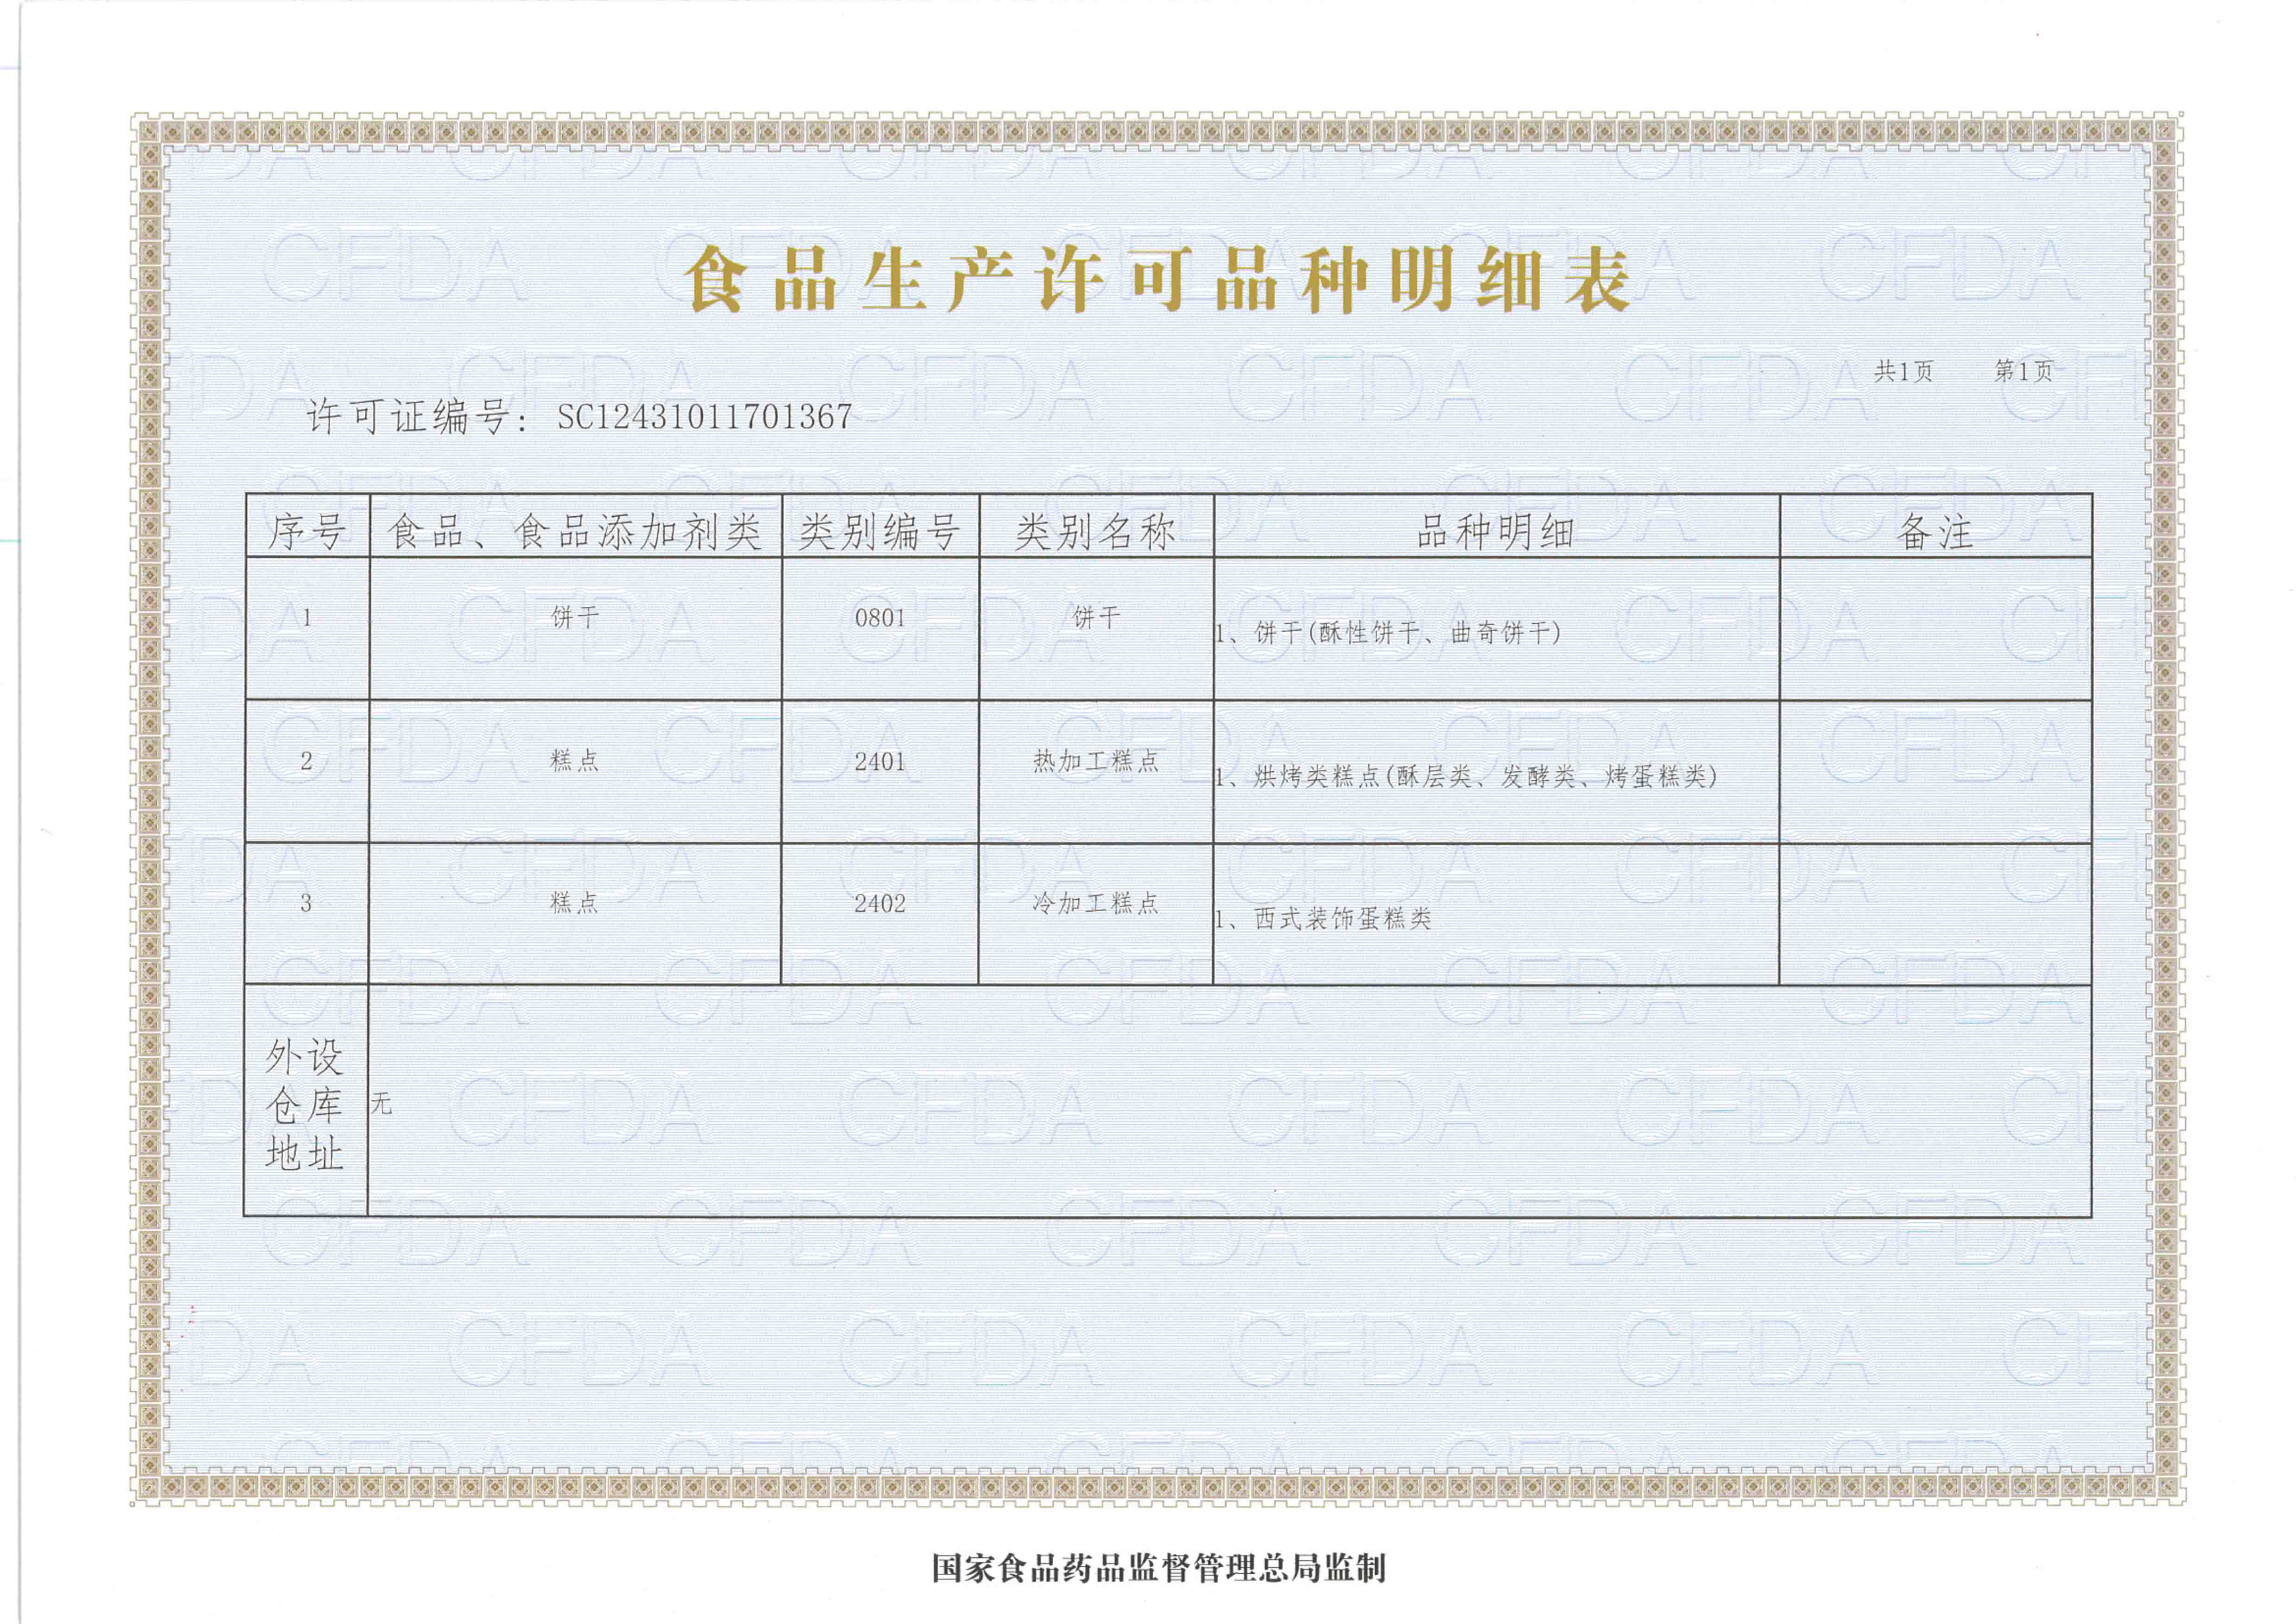 食品生产许可品种明细表
共1页 第1页
许可证编号: SC12431011701367
序号 食品、食品添加剂类 类别编号 类别名称 品种明细 备注
1 饼干 0801 饼干 1、饼干(酥性饼干、曲奇饼干)
2 糕点 2401 热加工糕点 1、烘烤类糕点(酥层类、发酵类、烤蛋糕类)
3 糕点 2402 冷加工糕点 1、西式装饰蛋糕类
外设
仓库 无
地址
国家食品药品监督管理总局监制